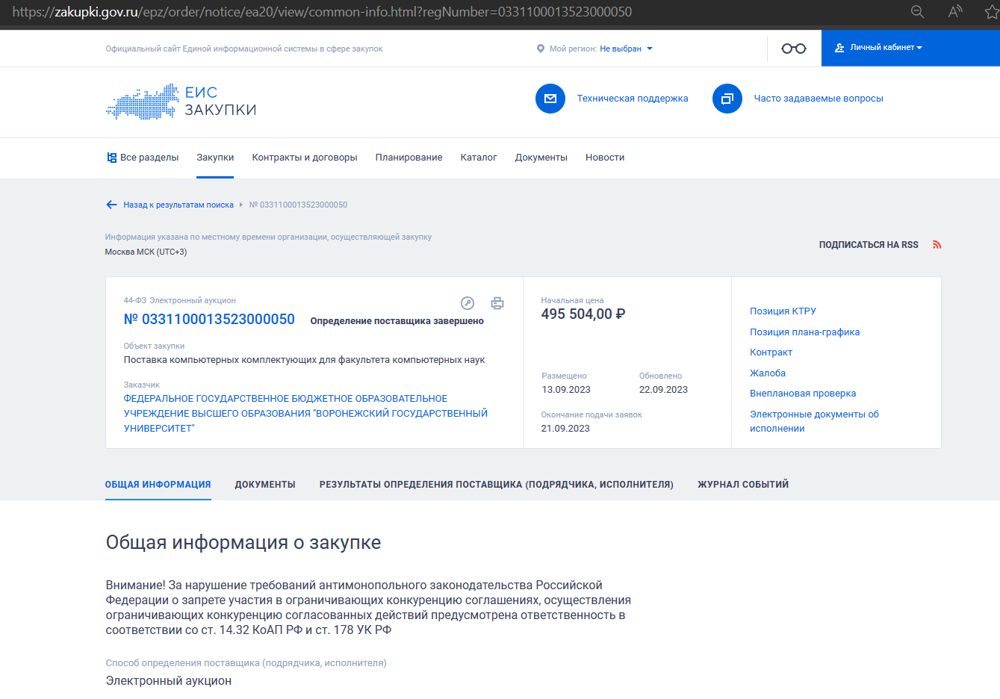 https://zakupki.gov.ru/epz/order/notice/ea20/view/common-info.html?regNumber=0331100013523000050
Официальный сайт Единой информационной системы в сфере закупок
Мой регион: Не выбран
Личный кабинет
ЕИС
ЗАКУПКИ
Техническая поддержка
Часто задаваемые вопросы
Все разделы Закупки Контракты и договоры Планирование Каталог Документы Новости
Назад к результатам поиска № 0331100013523000050
Информация указана по местному времени организации, осуществляющей закупку
Москва МСК (UTC+3)
ПОДПИСАТЬСЯ НА RSS
44-ФЗ Электронный аукцион
№ 0331100013523000050 Определение поставщика завершено
Объект закупки
Поставка компьютерных комплектующих для факультета компьютерных наук
Заказчик
ФЕДЕРАЛЬНОЕ ГОСУДАРСТВЕННОЕ БЮДЖЕТНОЕ ОБРАЗОВАТЕЛЬНОЕ
УЧРЕЖДЕНИЕ ВЫСШЕГО ОБРАЗОВАНИЯ "ВОРОНЕЖСКИЙ ГОСУДАРСТВЕННЫЙ
УНИВЕРСИТЕТ"
Начальная цена
495 504,00 ₽
Размещено Обновлено
13.09.2023 22.09.2023
Окончание подачи заявок
21.09.2023
Позиция КТРУ
Позиция плана-графика
Контракт
Жалоба
Внеплановая проверка
Электронные документы об
исполнении
ОБЩАЯ ИНФОРМАЦИЯ ДОКУМЕНТЫ РЕЗУЛЬТАТЫ ОПРЕДЕЛЕНИЯ ПОСТАВЩИКА (ПОДРЯДЧИКА, ИСПОЛНИТЕЛЯ) ЖУРНАЛ СОБЫТИЙ
Общая информация о закупке
Внимание! За нарушение требований антимонопольного законодательства Российской
Федерации о запрете участия в ограничивающих конкуренцию соглашениях, осуществления
ограничивающих конкуренцию согласованных действий предусмотрена ответственность в
соответствии со ст. 14.32 КоАП РФ и ст. 178 УК РФ
Способ определения поставщика (подрядчика, исполнителя)
Электронный аукцион